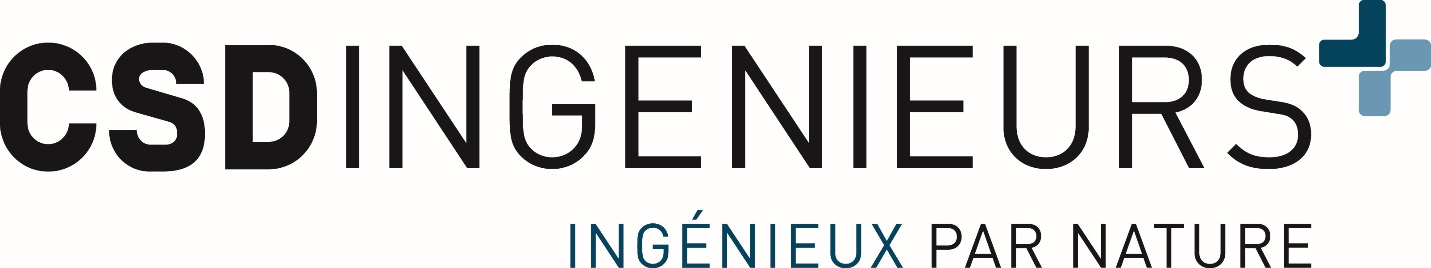 CSDINGENIEURS
INGÉNIEUX PAR NATURE